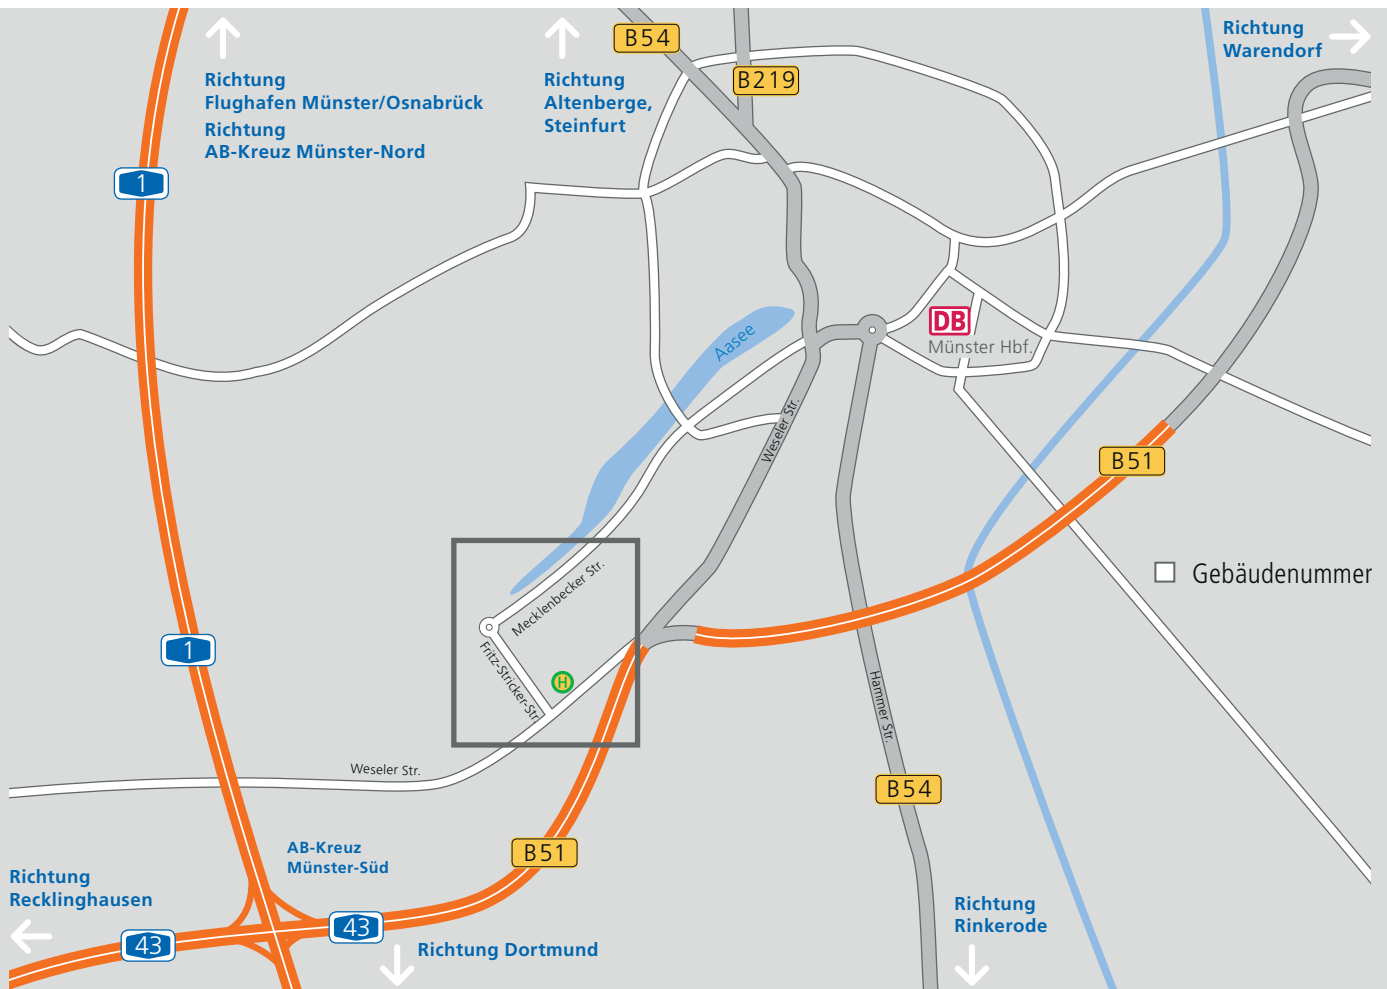 B54
Richtung
Warendorf
B219
Richtung
Flughafen Münster/Osnabrück
Richtung
AB-Kreuz Münster-Nord
Richtung
Altenberge,
Steinfurt
1
DB
Münster Hbf.
Aasee
Weseler Str.
B51
Gebäudenummer
Mecklenbecker Str.
Fritz-Stricker-Str.
H
1
Hammer Str.
Weseler Str.
B54
AB-Kreuz
Münster-Süd
B51
Richtung
Recklinghausen
43
43
Richtung Dortmund
Richtung
Rinkerode